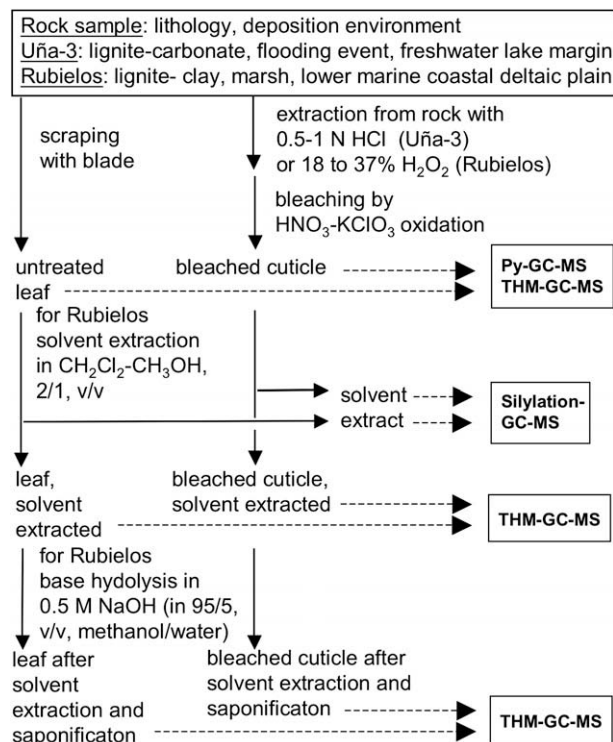 Rock sample: lithology, deposition environment
Uña-3: lignite-carbonate, flooding event, freshwater lake margin
Rubielos: lignite- clay, marsh, lower marine coastal deltaic plain
scraping
with blade
extraction from rock with
0.5-1 N HCl (Uña-3)
or 18 to 37% H₂O₂ (Rubielos)
bleaching by
HNO₃-KClO₃ oxidation
untreated
leaf
bleached cuticle
Py-GC-MS
THM-GC-MS
for Rubielos
solvent extraction
in CH₂Cl₂-CH₃OH,
2/1, v/v
solvent
extract
Silylation-
GC-MS
leaf,
solvent
extracted
bleached cuticle,
solvent extracted
THM-GC-MS
for Rubielos
base hydolysis in
0.5 M NaOH (in 95/5,
v/v, methanol/water)
leaf after
solvent
extraction and
saponificaton
bleached cuticle after
solvent extraction and
saponificaton
THM-GC-MS